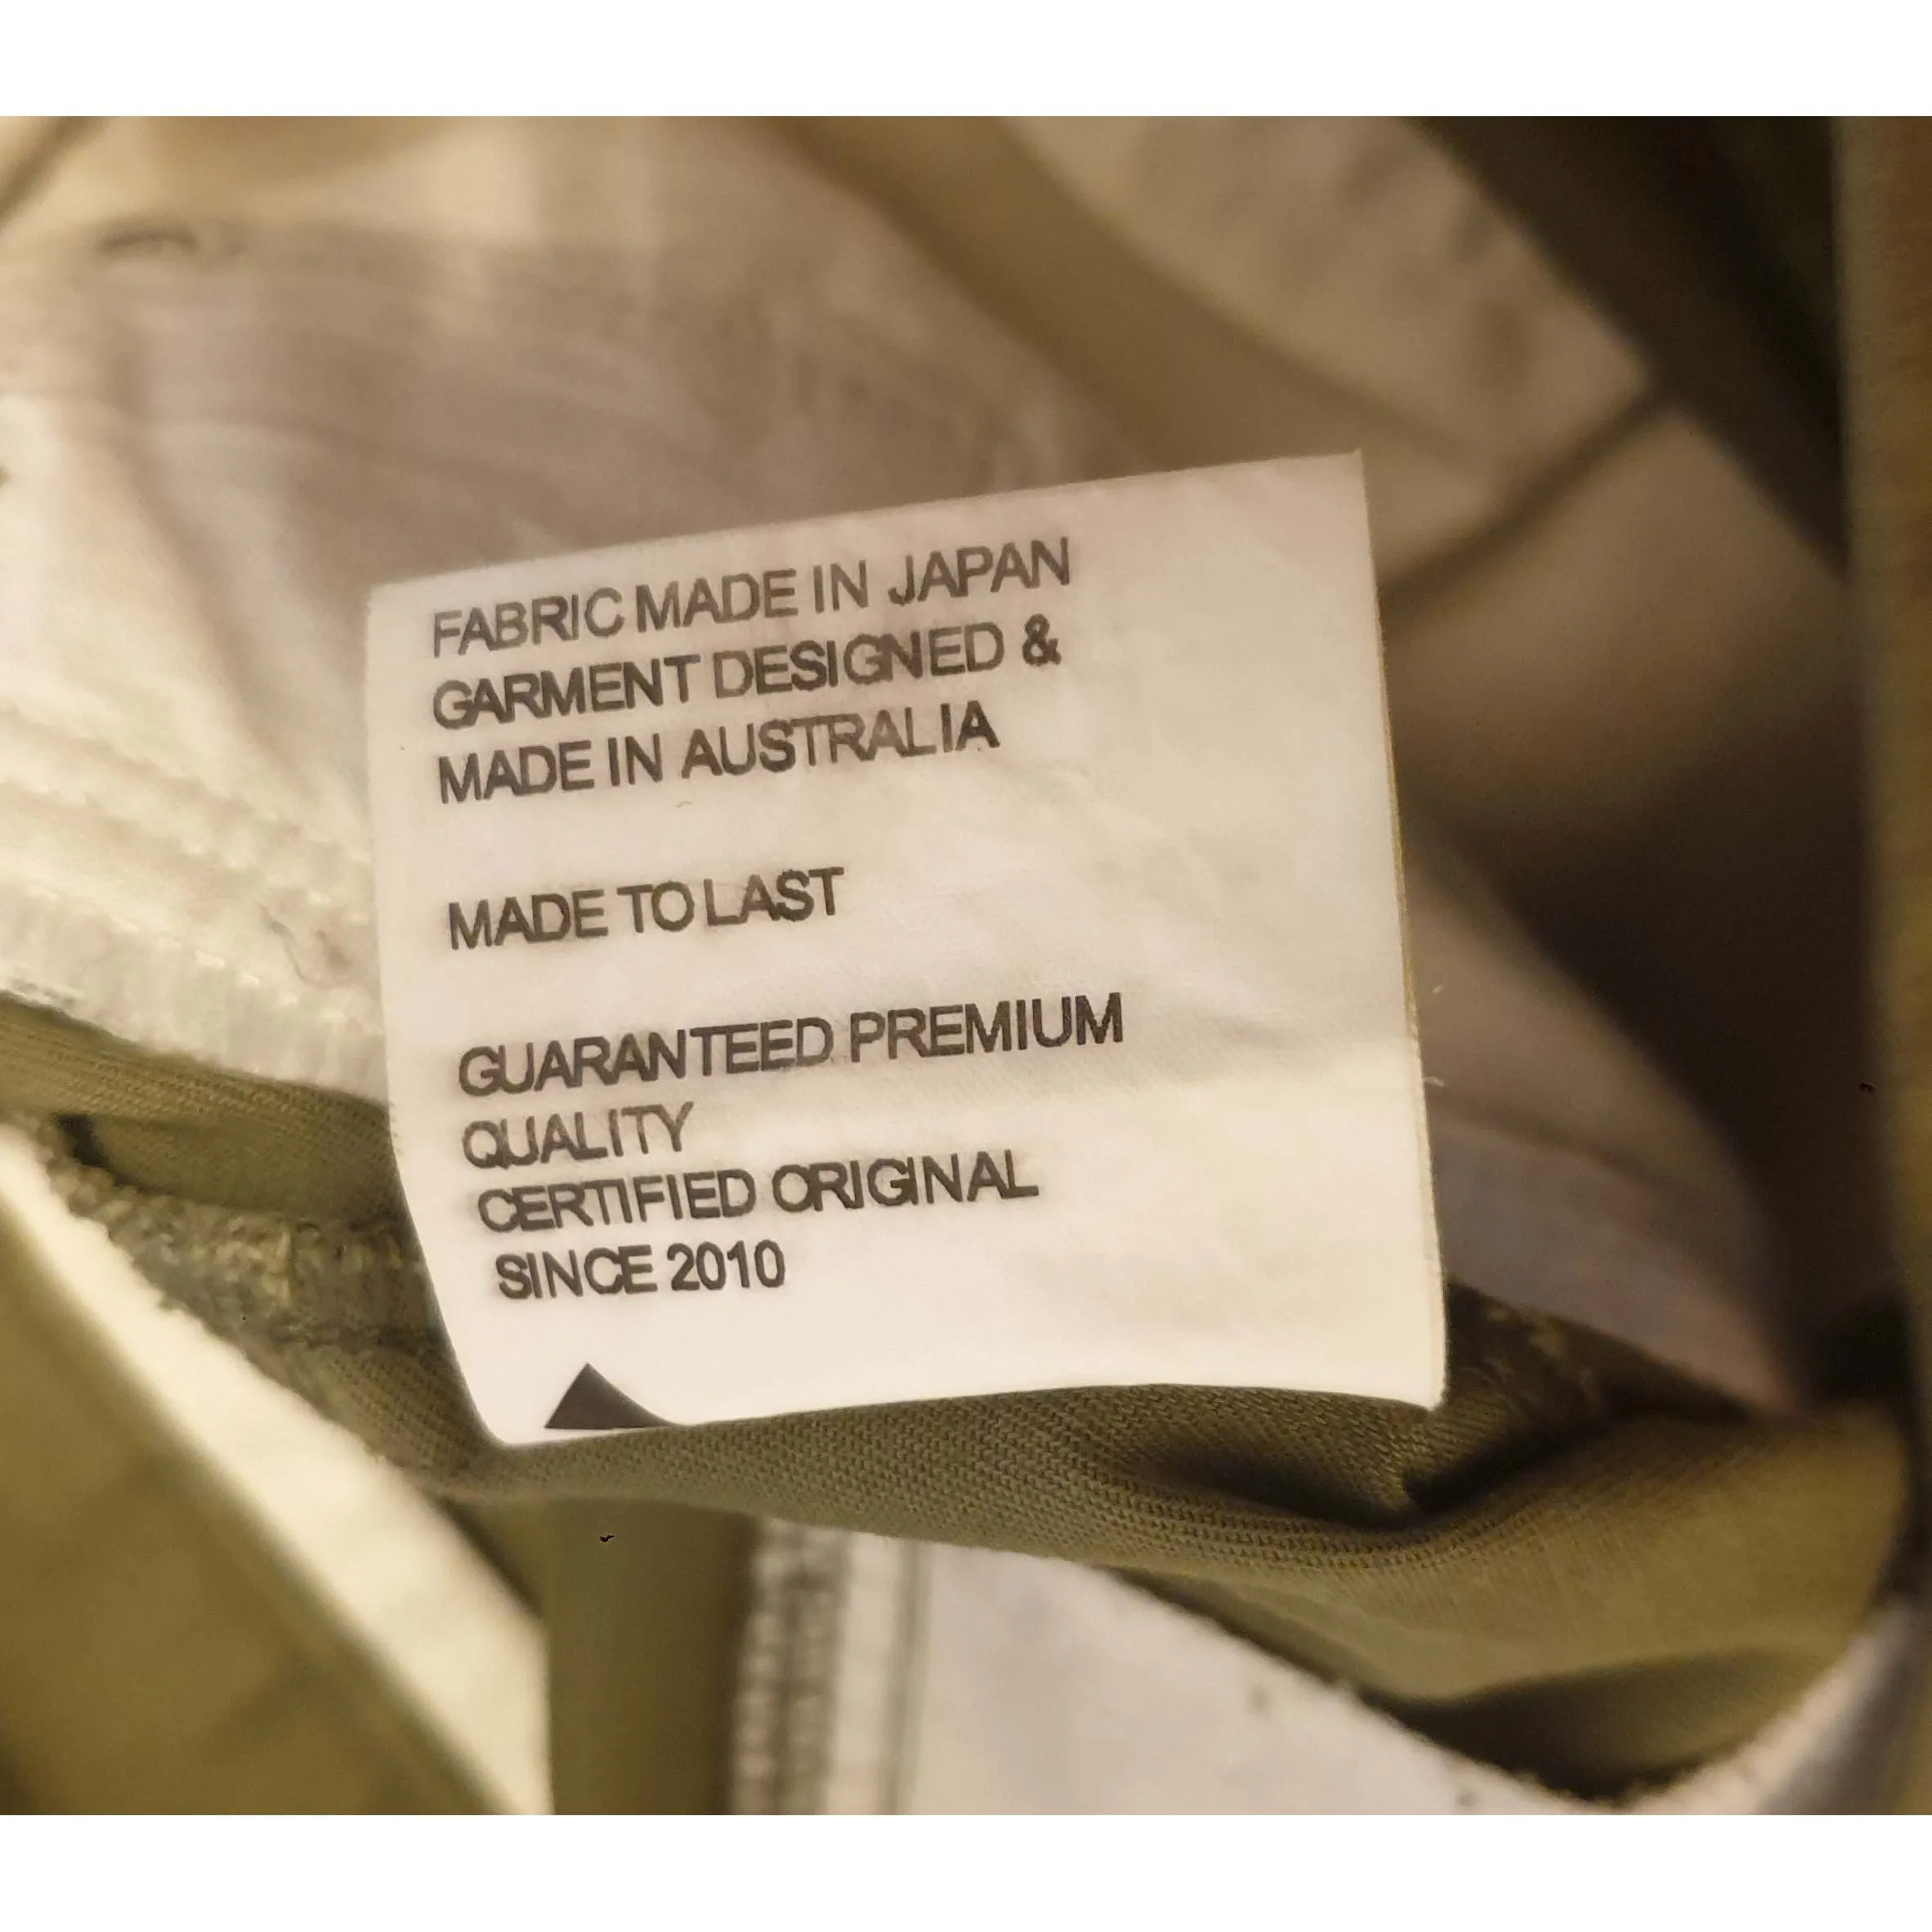 FABRIC MADE IN JAPAN
GARMENT DESIGNED &
MADE IN AUSTRALIA
MADE TO LAST
GUARANTEED PREMIUM
QUALITY
CERTIFIED ORIGINAL
SINCE 2010